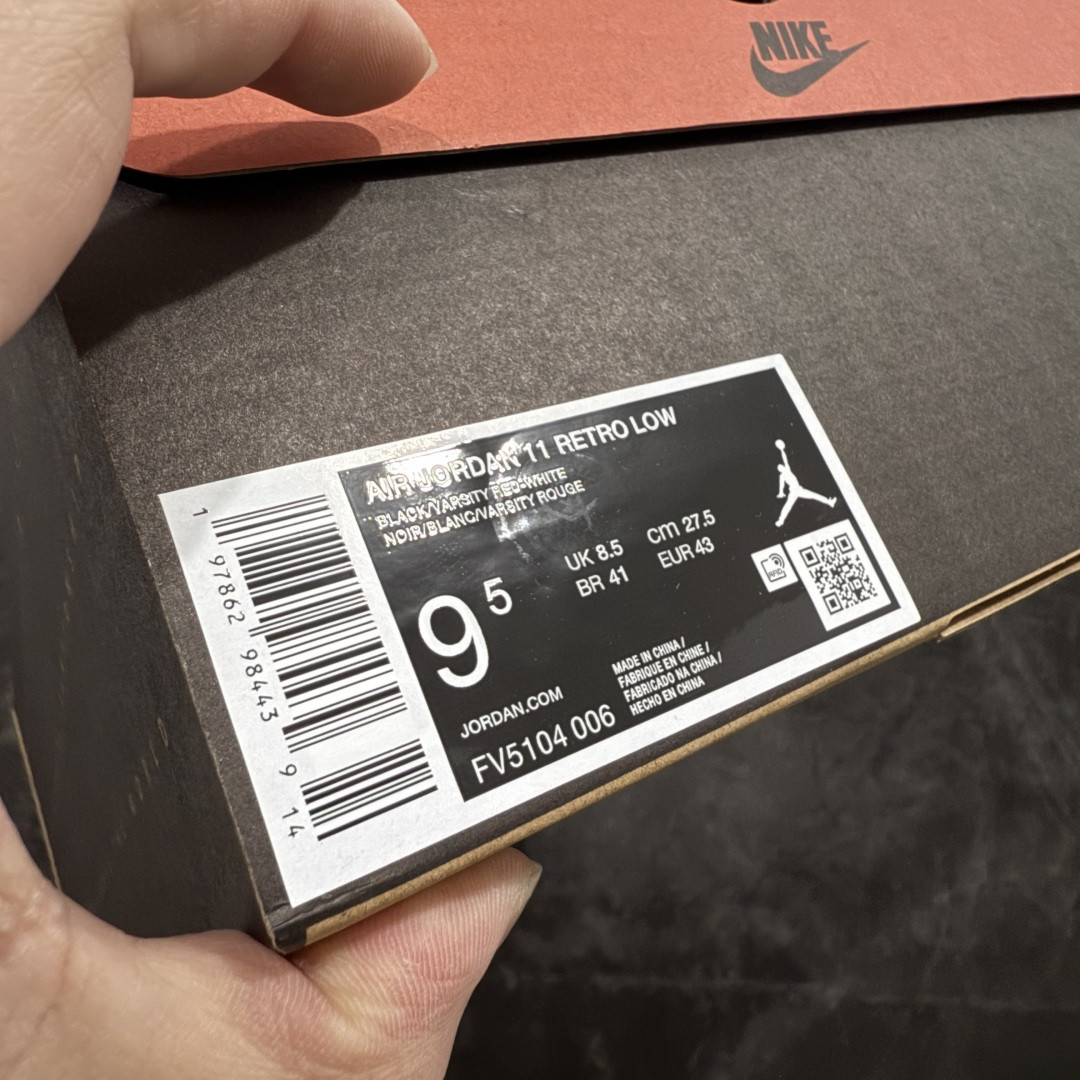 NIKE
AIR JORDAN 11 RETRO LOW
BLACK/VARSITY RED-WHITE
NOIR/BLANC/VARSITY ROUGE
9 5
UK 8.5
BR 41
cm 27.5
EUR 43
RFID
JORDAN.COM
FV5104 006
MADE IN CHINA /
FABRIQUE EN CHINE /
FABRICADO NA CHINA /
HECHO EN CHINA
1 97862 98443 9 14